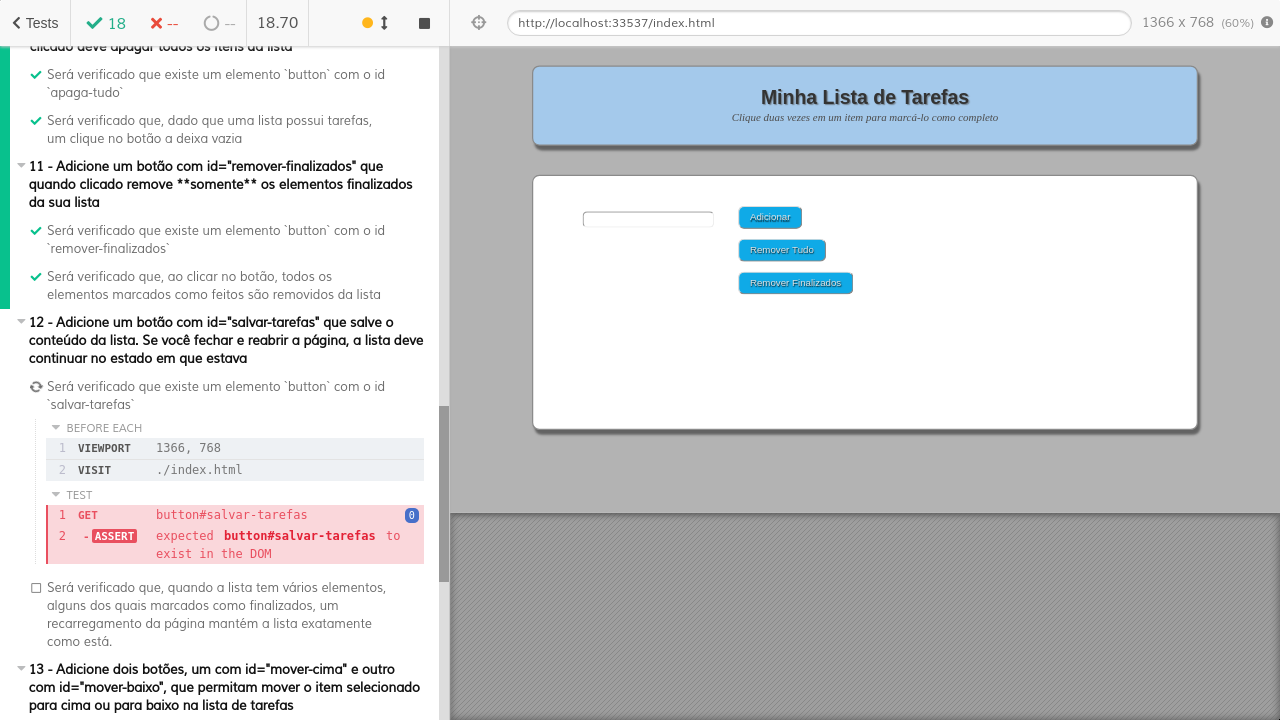 Tests
18
--
--
18.70
http://localhost:33537/index.html
1366 x 768 (60%)
clicado deve apagar todos os itens da lista
Será verificado que existe um elemento `button` com o id
`apaga-tudo`
Será verificado que, dado que uma lista possui tarefas,
um clique no botão a deixa vazia
11 - Adicione um botão com id="remover-finalizados" que
quando clicado remove **somente** os elementos finalizados
da sua lista
Será verificado que existe um elemento `button` com o id
`remover-finalizados`
Será verificado que, ao clicar no botão, todos os
elementos marcados como feitos são removidos da lista
12 - Adicione um botão com id="salvar-tarefas" que salve o
conteúdo da lista. Se você fechar e reabrir a página, a lista deve
continuar no estado em que estava
Será verificado que existe um elemento `button` com o id
`salvar-tarefas`
BEFORE EACH
1 VIEWPORT 1366, 768
2 VISIT ./index.html
TEST
1 GET button#salvar-tarefas 0
2 -ASSERT expected button#salvar-tarefas to
exist in the DOM
Será verificado que, quando a lista tem vários elementos,
alguns dos quais marcados como finalizados, um
recarregamento da página mantém a lista exatamente
como está.
13 - Adicione dois botões, um com id="mover-cima" e outro
com id="mover-baixo", que permitam mover o item selecionado
para cima ou para baixo na lista de tarefas
Minha Lista de Tarefas
Clique duas vezes em um item para marcá-lo como completo
Adicionar
Remover Tudo
Remover Finalizados